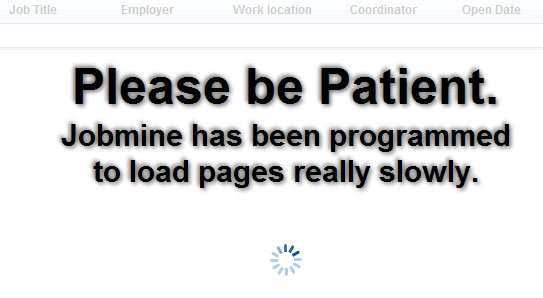 Job Title Employer Work location Coordinator Open Date
Please be Patient.
Jobmine has been programmed
to load pages really slowly.